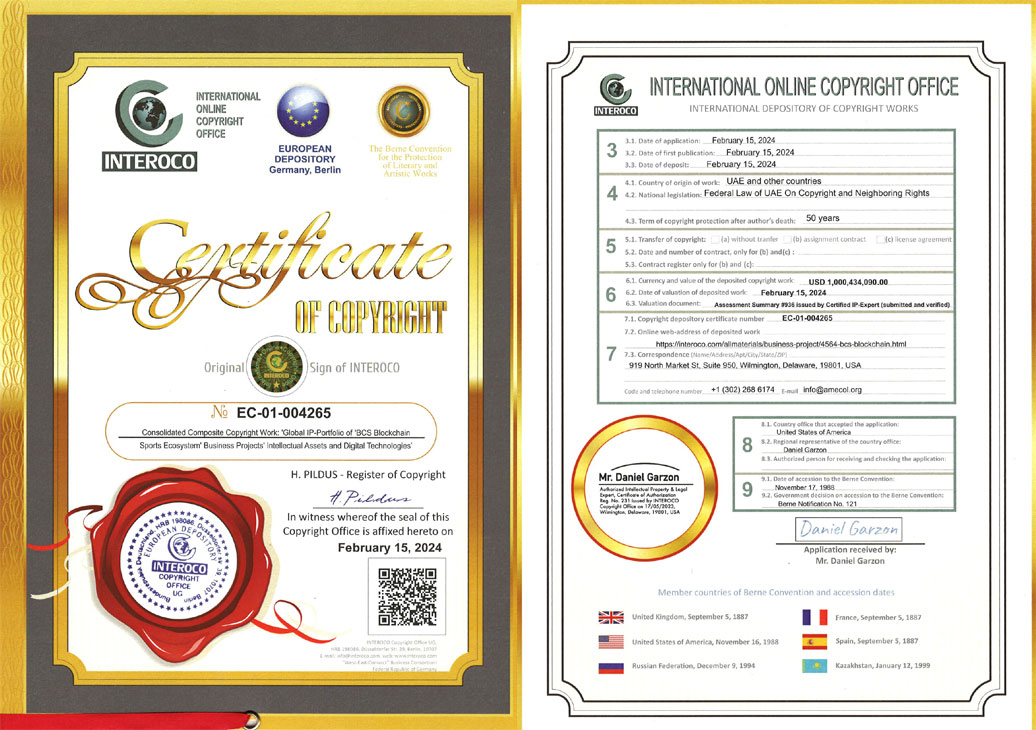 INTEROCO
INTERNATIONAL
ONLINE
COPYRIGHT
OFFICE
EUROPEAN
DEPOSITORY
Germany, Berlin
The Berne Convention
for the Protection
of Literary and
Artistic Works
Certificate
OF COPYRIGHT
Original Sign of INTEROCO
№ EC-01-004265
Consolidated Composite Copyright Work: 'Global IP-Portfolio of 'BCS Blockchain
Sports Ecosystem' Business Projects' Intellectual Assets and Digital Technologies'
H. PILDUS - Register of Copyright
H. Pildus
In witness whereof the seal of this
Copyright Office is affixed hereto on
February 15, 2024
EUROPEAN DEPOSITORY
INTEROCO
COPYRIGHT
OFFICE
UG
INTEROCO Copyright Office UG,
"Intero Eval Connect" Business Consortium
Federal Republic of Germany
INTEROCO
INTERNATIONAL ONLINE COPYRIGHT OFFICE
INTERNATIONAL DEPOSITORY OF COPYRIGHT WORKS
3
3.1. Date of application: February 15, 2024
3.2. Date of first publication: February 15, 2024
3.3. Date of deposit: February 15, 2024
4
4.1. Country of origin of work: UAE and other countries
4.2. National legislation: Federal Law of UAE On Copyright and Neighboring Rights
4.3. Term of copyright protection after author's death: 50 years
5
5.1. Transfer of copyright: (a) without tranfer (b) assignment contract (c) license agreement
5.2. Date and number of contract, only for (b) and(c) :
5.3. Contract register only for (b) and (c):
6
6.1. Currency and value of the deposited copyright work: USD 1,000,434,090.00
6.2. Date of valuation of deposited work: February 15, 2024
6.3. Valuation document: Assessment Summary #936 issued by Certified IP-Expert (submitted and verified)
7
7.1. Copyright depository certificate number EC-01-004265
7.2. Online web-address of deposited work
https://interoco.com/allmaterials/business-project/4564-bcs-blockchain.html
7.3. Correspondence (Name/Address/Apt/City/State/ZIP)
919 North Market St, Suite 950, Wilmington, Delaware, 19801, USA
Code and telephone number +1 (302) 268 6174 E-mail info@amecol.org
Mr. Daniel Garzon
Authorized Intellectual Property & Legal
Expert, Certificate of Authorization
Reg. No. 231 issued by INTEROCO
Copyright Office on 17/05/2023,
Wilmington, Delaware, 19801, USA
8
8.1. Country office that accepted the application:
United States of America
8.2. Regional representative of the country office:
Daniel Garzon
8.3. Authorized person for receiving and checking the application:
9
9.1. Date of accession to the Berne Convention:
November 17, 1988
9.2. Government decision on accession to the Berne Convention:
Berne Notification No. 121
Daniel Garzon
Application received by:
Mr. Daniel Garzon
Member countries of Berne Convention and accession dates
United Kingdom, September 5, 1887
France, September 5, 1887
United States of America, November 16, 1988
Spain, September 5, 1887
Russian Federation, December 9, 1994
Kazakhstan, January 12, 1999